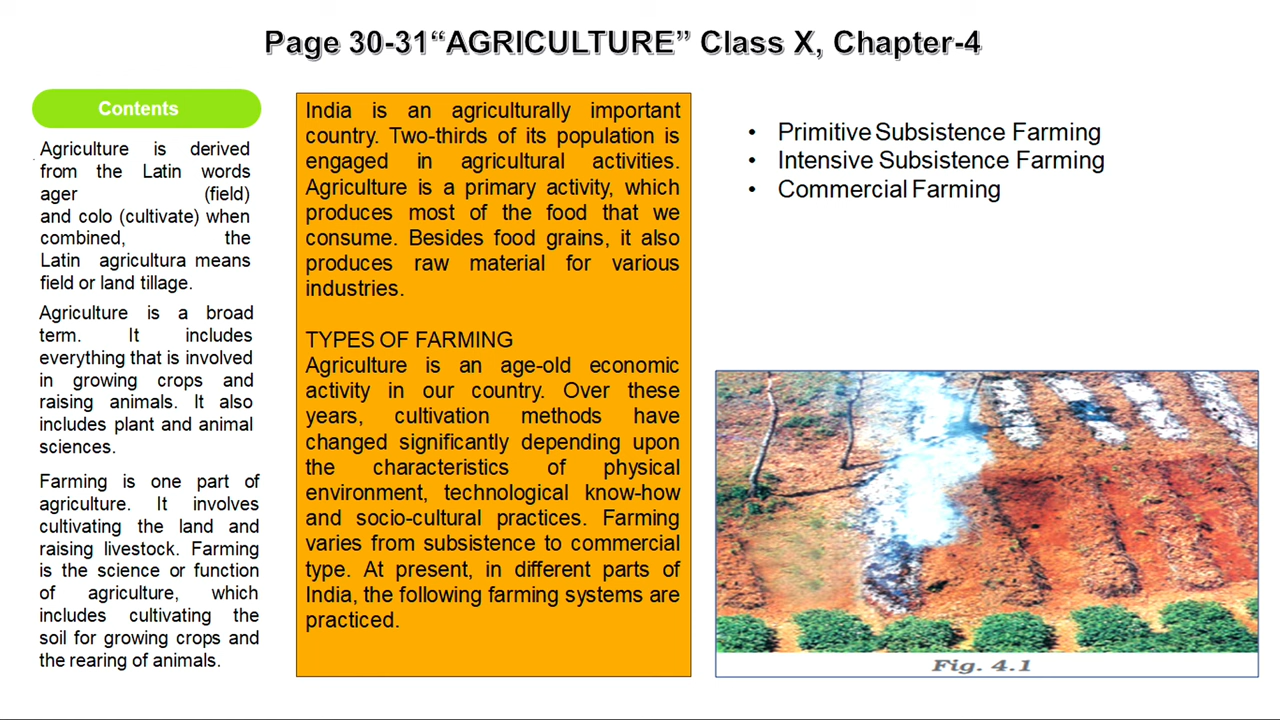 Page 30-31“AGRICULTURE” Class X, Chapter-4
Contents
Agriculture is derived
from the Latin words
ager (field)
and colo (cultivate) when
combined, the
Latin agricultura means
field or land tillage.
Agriculture is a broad
term. It includes
everything that is involved
in growing crops and
raising animals. It also
includes plant and animal
sciences.
Farming is one part of
agriculture. It involves
cultivating the land and
raising livestock. Farming
is the science or function
of agriculture, which
includes cultivating the
soil for growing crops and
the rearing of animals.
India is an agriculturally important
country. Two-thirds of its population is
engaged in agricultural activities.
Agriculture is a primary activity, which
produces most of the food that we
consume. Besides food grains, it also
produces raw material for various
industries.
TYPES OF FARMING
Agriculture is an age-old economic
activity in our country. Over these
years, cultivation methods have
changed significantly depending upon
the characteristics of physical
environment, technological know-how
and socio-cultural practices. Farming
varies from subsistence to commercial
type. At present, in different parts of
India, the following farming systems are
practiced.
• Primitive Subsistence Farming
• Intensive Subsistence Farming
• Commercial Farming
Fig. 4.1